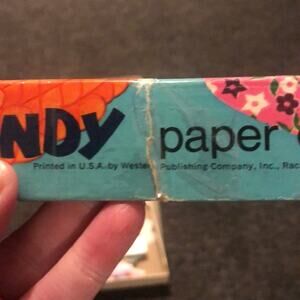 NDY paper
Printed in U.S.A. by Weste Publishing Company, Inc., Rac